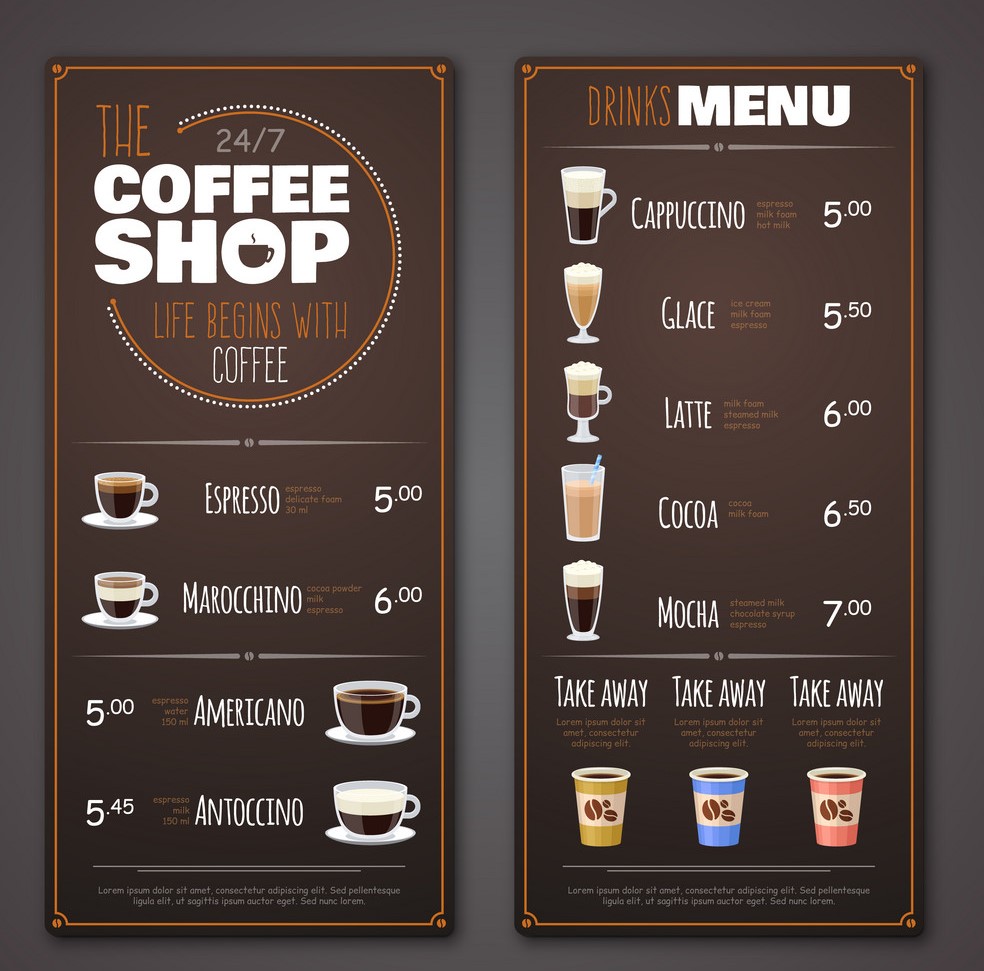 THE
24/7
COFFEE
SHOP
LIFE BEGINS WITH
COFFEE
ESPRESSO espresso delicate foam 30 ml 5.00
MAROCCHINO cocoa powder milk espresso 6.00
5.00 espresso water 150 ml AMERICANO
5.45 espresso milk 150 ml ANTOCCINO
Lorem ipsum dolor sit amet, consectetur adipiscing elit. Sed pellentesque
ligula elit, ut sagittis interdum auctor eget. Sed nunc lorem.
DRINKS MENU
CAPPUCCINO espresso milk foam hot milk 5.00
GLACE ice cream milk foam espresso 5.50
LATTE milk foam steamed milk espresso 6.00
COCOA cocoa milk foam 6.50
MOCHA steamed milk chocolate syrup espresso 7.00
TAKE AWAY
Lorem ipsum dolor sit
amet, consectetur
adipiscing elit.
TAKE AWAY
Lorem ipsum dolor sit
amet, consectetur
adipiscing elit.
TAKE AWAY
Lorem ipsum dolor sit
amet, consectetur
adipiscing elit.
Lorem ipsum dolor sit amet, consectetur adipiscing elit. Sed pellentesque
ligula elit, ut sagittis interdum auctor eget. Sed nunc lorem.